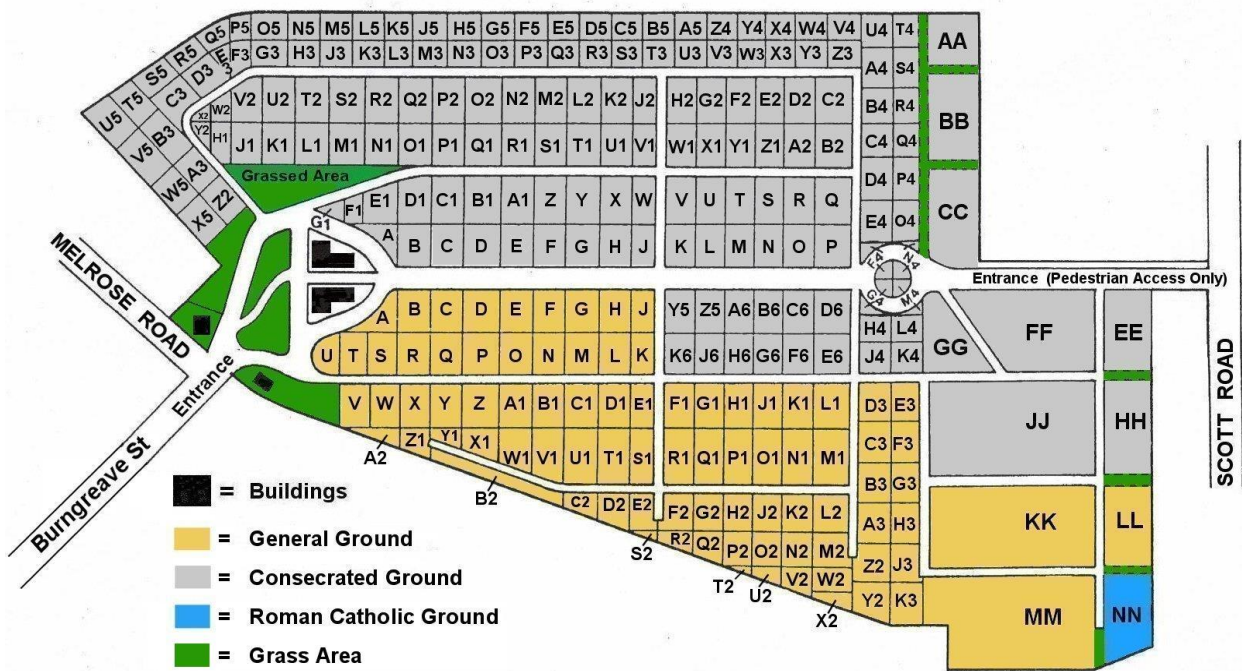 P5 O5 N5 M5 L5 K5 J5 H5 G5 F5 E5 D5 C5 B5 A5 Z4 Y4 X4 W4 V4 U4 T4
Q5 R5 S5 T5 U5
F3 G3 H3 J3 K3 L3 M3 N3 O3 P3 Q3 R3 S3 T3 U3 V3 W3 X3 Y3 Z3
E3 D3 C3 B3 A3 Z2
V5 W5 X5
A4 S4
B4 R4
C4 Q4
D4 P4
E4 O4
AA
BB
CC
X2 W2 V2 U2 T2 S2 R2 Q2 P2 O2 N2 M2 L2 K2 J2 H2 G2 F2 E2 D2 C2
Y2 H1 J1 K1 L1 M1 N1 O1 P1 Q1 R1 S1 T1 U1 V1 W1 X1 Y1 Z1 A2 B2
Grassed Area
G1 F1 E1 D1 C1 B1 A1 Z Y X W V U T S R Q
A B C D E F G H J K L M N O P
F4 N4
G4 M4
Entrance (Pedestrian Access Only)
MELROSE ROAD
SCOTT ROAD
Entrance
Burngreave St
A B C D E F G H J Y5 Z5 A6 B6 C6 D6 H4 L4
U T S R Q P O N M L K K6 J6 H6 G6 F6 E6 J4 K4
GG FF EE
V W X Y Z A1 B1 C1 D1 E1 F1 G1 H1 J1 K1 L1 D3 E3
JJ HH
A2 Z1 Y1 X1 W1 V1 U1 T1 S1 R1 Q1 P1 O1 N1 M1 C3 F3
B3 G3
B2 C2 D2 E2 F2 G2 H2 J2 K2 L2 A3 H3
KK LL
S2 R2 Q2 P2 O2 N2 M2 Z2 J3
T2 U2 V2 W2 X2 Y2 K3
MM NN
= Buildings
= General Ground
= Consecrated Ground
= Roman Catholic Ground
= Grass Area